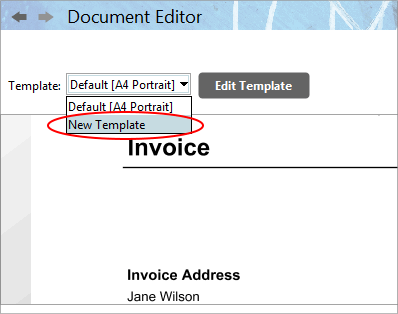 Document Editor
Template: Default [A4 Portrait] Edit Template
Default [A4 Portrait]
New Template
Invoice
Invoice Address
Jane Wilson